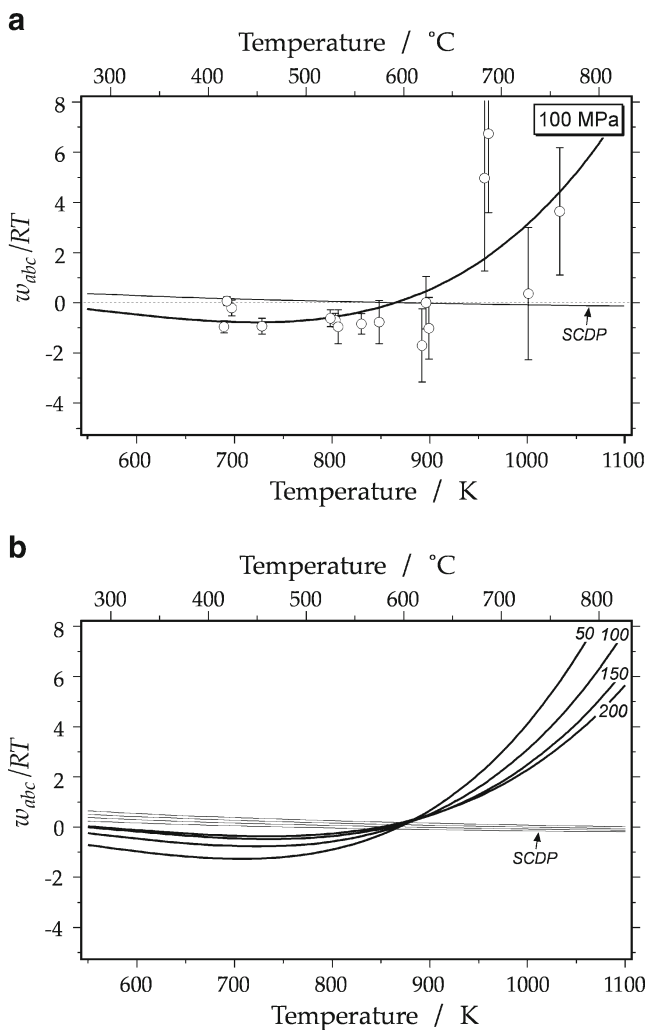 a
Temperature / °C
300 400 500 600 700 800
8
100 MPa
6
4
2
0
-2
-4
w_abc/RT
SCDP
600 700 800 900 1000 1100
Temperature / K
b
Temperature / °C
300 400 500 600 700 800
8
50 100
6
150
200
4
2
0
-2
-4
w_abc/RT
SCDP
600 700 800 900 1000 1100
Temperature / K